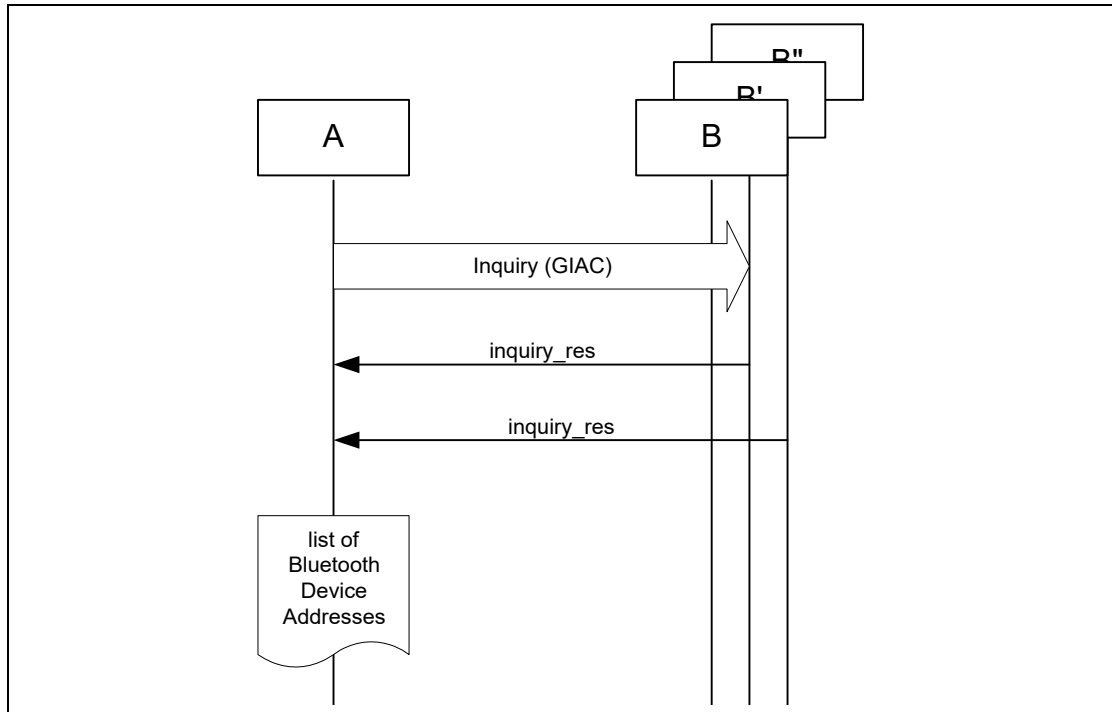 B"
B'
A
B
Inquiry (GIAC)
inquiry_res
inquiry_res
list of
Bluetooth
Device
Addresses